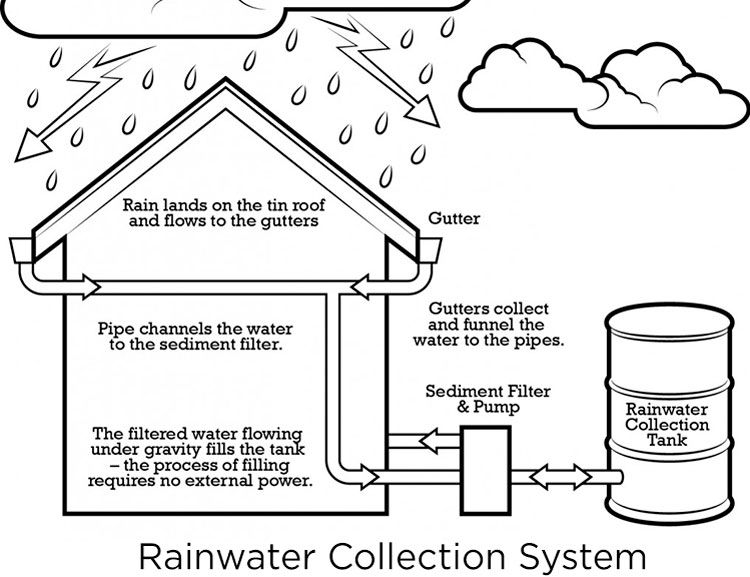 Rain lands on the tin roof
and flows to the gutters
Gutter
Gutters collect
and funnel the
water to the pipes.
Pipe channels the water
to the sediment filter.
Sediment Filter
& Pump
Rainwater
Collection
Tank
The filtered water flowing
under gravity fills the tank
– the process of filling
requires no external power.
Rainwater Collection System